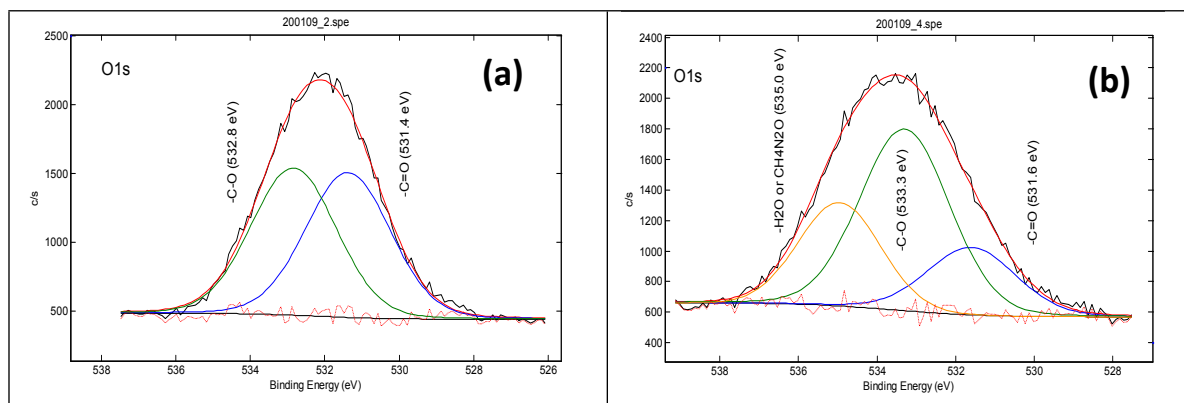 200109_2.spe
O1s
(a)
-C-O (532.8 eV)
-C=O (531.4 eV)
c/s
2500
2000
1500
1000
500
0
538
536
534
532
530
528
526
Binding Energy (eV)
200109_4.spe
O1s
(b)
-H2O or CH4N2O (535.0 eV)
-C-O (533.3 eV)
-C=O (531.6 eV)
c/s
2400
2200
2000
1800
1600
1400
1200
1000
800
600
400
538
536
534
532
530
528
Binding Energy (eV)